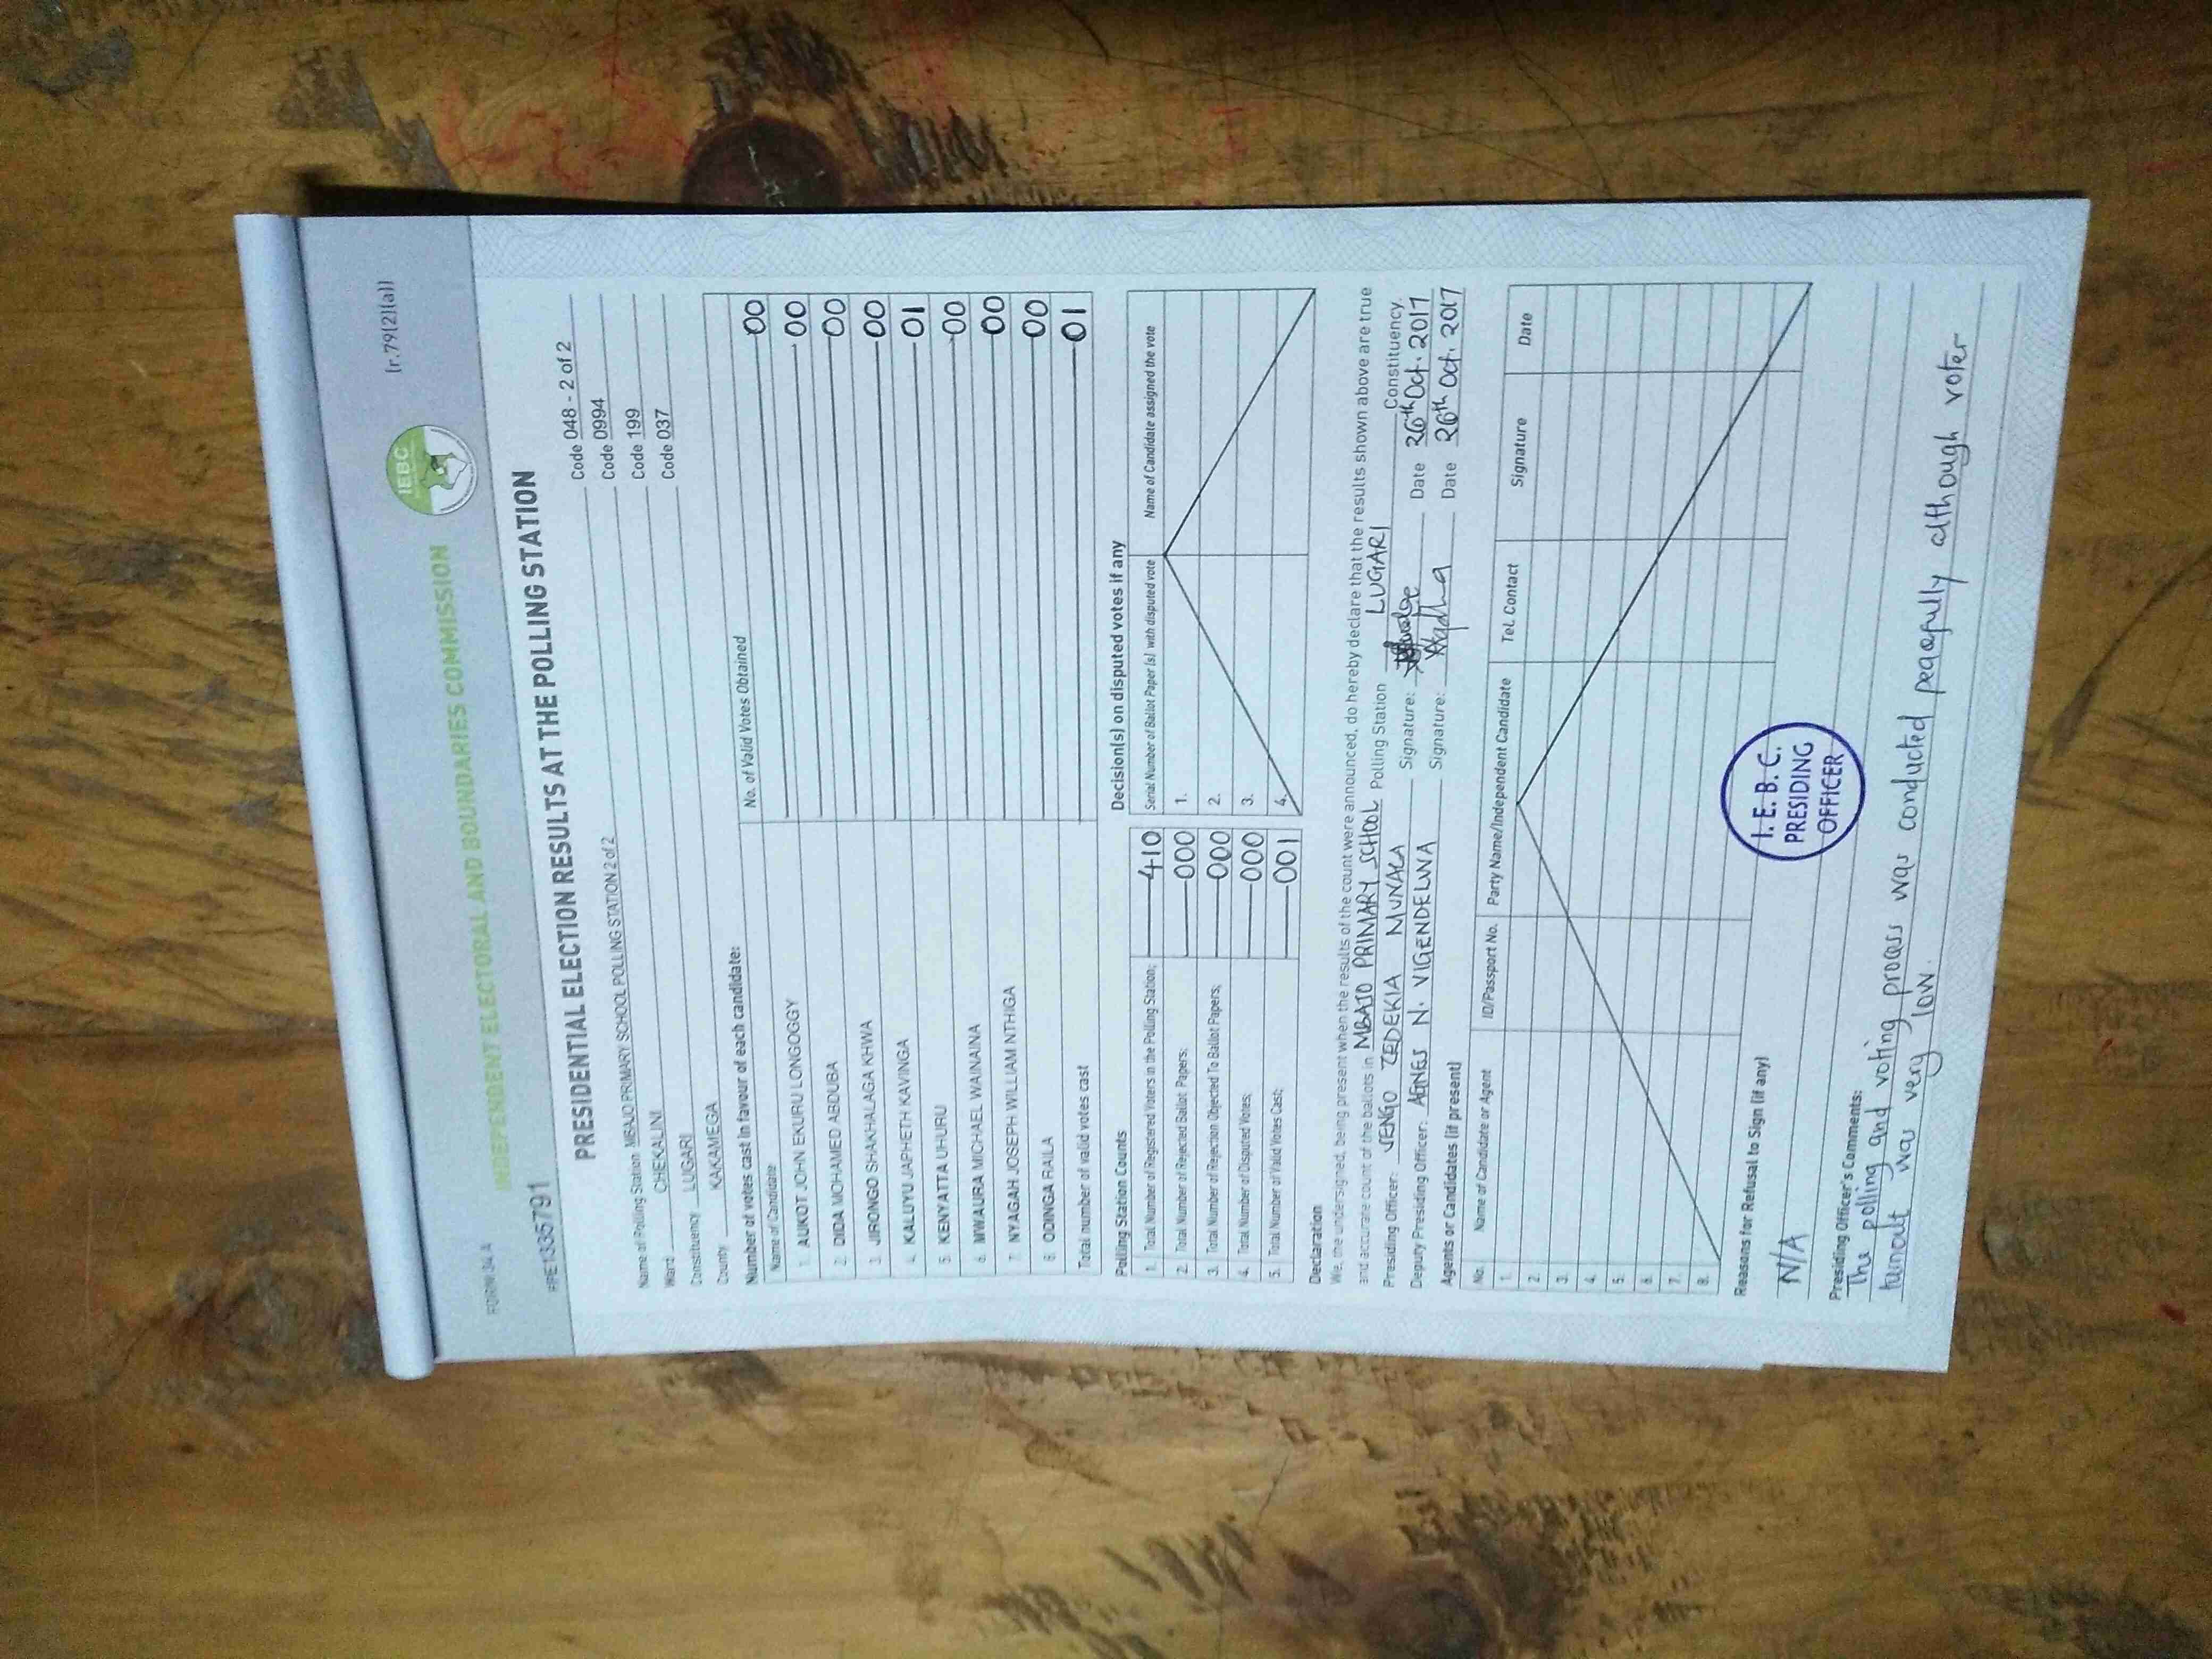 FORM 34 A
[r.79(2)(a)]
INDEPENDENT ELECTORAL AND BOUNDARIES COMMISSION
IEBC
#PE1335791
PRESIDENTIAL ELECTION RESULTS AT THE POLLING STATION
Name of Polling Station MBAJO PRIMARY SCHOOL POLLING STATION 2 of 2 Code 048 - 2 of 2
Ward CHEKALINI Code 0994
Constituency LUGARI Code 199
County KAKAMEGA Code 037
Number of votes cast in favour of each candidate:
Name of Candidate No. of Valid Votes Obtained
1. AUKOT JOHN EKURU LONGOGGY 00
2. DIDA MOHAMED ABDUBA 00
3. JIRONGO SHAKHALAGA KHWA 00
4. KALUYU JAPHETH KAVINGA 00
5. KENYATTA UHURU 01
6. MWAURA MICHAEL WAINAINA 00
7. NYAGAH JOSEPH WILLIAM NTHIGA 00
8. ODINGA RAILA 00
Total number of valid votes cast 01
Polling Station Counts
1. Total Number of Registered Voters in the Polling Station; 410
2. Total Number of Rejected Ballot Papers; 000
3. Total Number of Rejection Objected To Ballot Papers; 000
4. Total Number of Disputed Votes; 000
5. Total Number of Valid Votes Cast; 001
Decision(s) on disputed votes if any
Serial Number of Ballot Paper(s) with disputed vote Name of Candidate assigned the vote
1.
2.
3.
4.
Declaration
We, the undersigned, being present when the results of the count were announced, do hereby declare that the results shown above are true
and accurate count of the ballots in MBAJO PRIMARY SCHOOL Polling Station LUGARI Constituency.
Presiding Officer: JENGO ZEDEKIA MUNALA Signature: Date 26th Oct. 2017
Deputy Presiding Officer: AGNES N. VIGENDELWA Signature: Date 26th Oct. 2017
Agents or Candidates (if present)
No. Name of Candidate or Agent ID/Passport No. Party Name/Independent Candidate Tel. Contact Signature Date
1.
2.
3.
4.
5.
6.
7.
8.
Reasons for Refusal to Sign (if any)
N/A
I. E. B. C.
PRESIDING
OFFICER
Presiding Officer's Comments:
The polling and voting process was conducted peacefully although voter
turnout was very low.